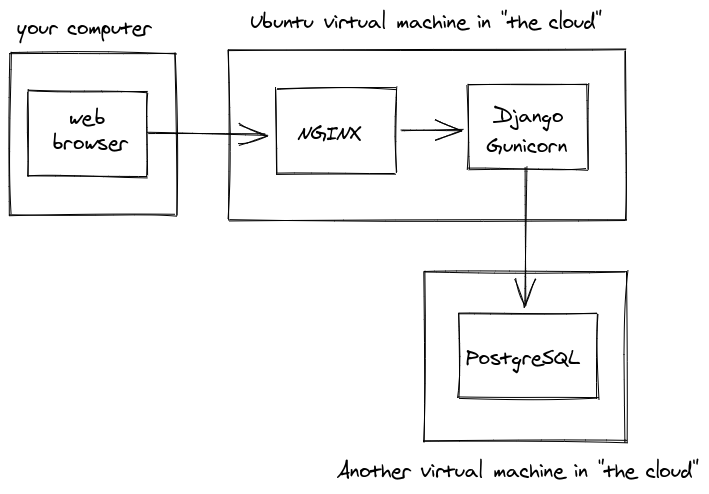 your computer
Ubuntu virtual machine in "the cloud"
web
browser
NGINX
Django
Gunicorn
PostgreSQL
Another virtual machine in "the cloud"